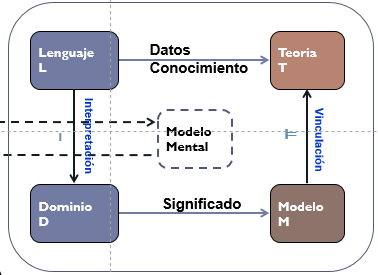 Lenguaje
L
Datos
Conocimiento
Teoria
T
Interpretación
I
Modelo
Mental
Vinculación
⊨
Dominio
D
Significado
Modelo
M